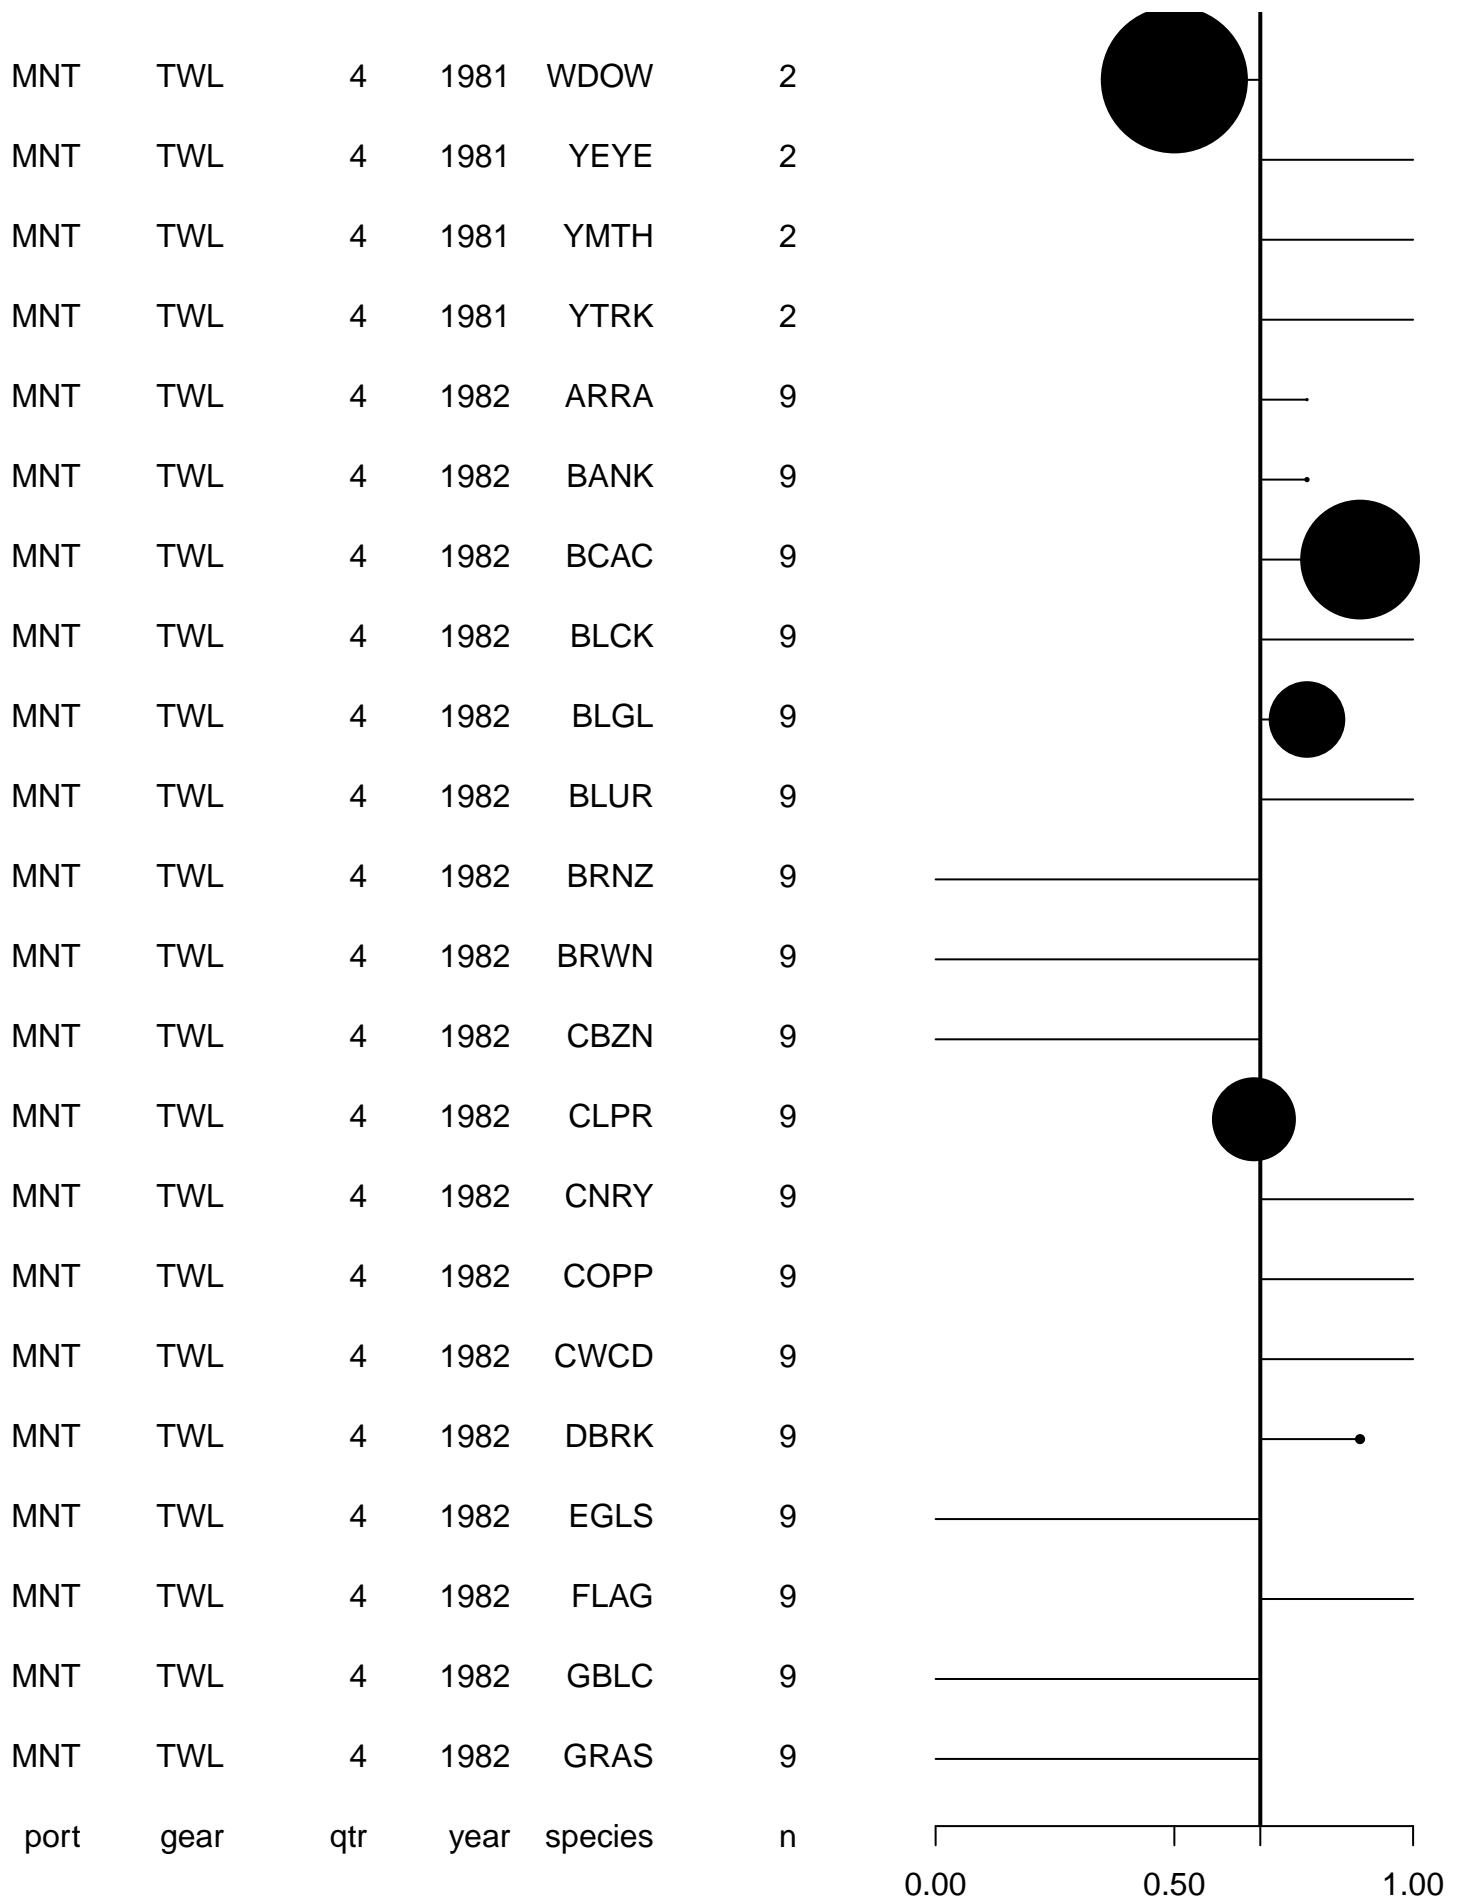 MNT TWL 4 1981 WDOW 2
MNT TWL 4 1981 YEYE 2
MNT TWL 4 1981 YMTH 2
MNT TWL 4 1981 YTRK 2
MNT TWL 4 1982 ARRA 9
MNT TWL 4 1982 BANK 9
MNT TWL 4 1982 BCAC 9
MNT TWL 4 1982 BLCK 9
MNT TWL 4 1982 BLGL 9
MNT TWL 4 1982 BLUR 9
MNT TWL 4 1982 BRNZ 9
MNT TWL 4 1982 BRWN 9
MNT TWL 4 1982 CBZN 9
MNT TWL 4 1982 CLPR 9
MNT TWL 4 1982 CNRY 9
MNT TWL 4 1982 COPP 9
MNT TWL 4 1982 CWCD 9
MNT TWL 4 1982 DBRK 9
MNT TWL 4 1982 EGLS 9
MNT TWL 4 1982 FLAG 9
MNT TWL 4 1982 GBLC 9
MNT TWL 4 1982 GRAS 9
port gear qtr year species n
0.00 0.50 1.00